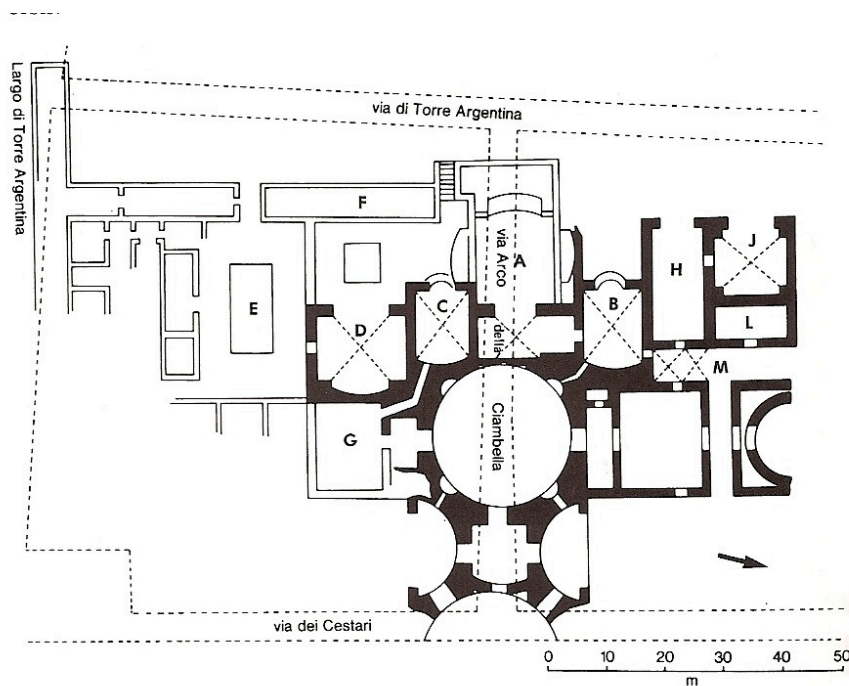 via di Torre Argentina
Largo di Torre Argentina
F
via Arco
A
J
H
E
B
C
L
D
della
M
Ciambella
G
via dei Cestari
0 10 20 30 40 50
m